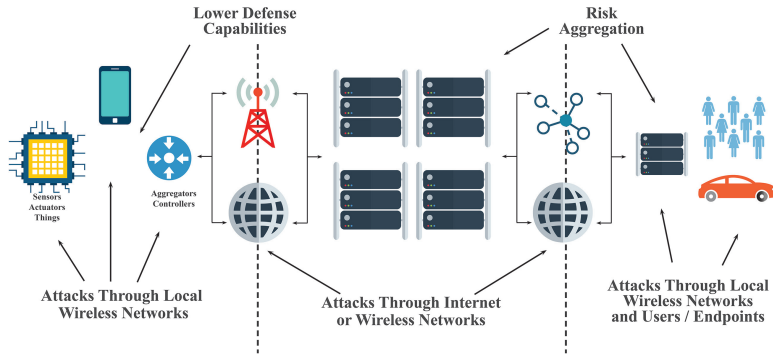 Lower Defense
Capabilities
Risk
Aggregation
Sensors
Actuators
Things
Aggregators
Controllers
Attacks Through Local
Wireless Networks
Attacks Through Internet
or Wireless Networks
Attacks Through Local
Wireless Networks
and Users / Endpoints